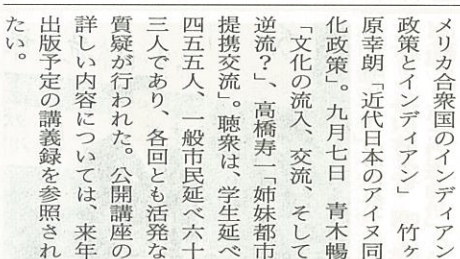 メリカ合衆国のインディアン
政策とインディアン」　竹ヶ
原幸朗「近代日本のアイヌ同
化政策」。九月七日　青木暢
「文化の流入、交流、そして
逆流？」、高橋寿一「姉妹都市
提携交流」。聴衆は、学生延べ
四五五人、一般市民延べ六十
三人であり、各回とも活発な
質疑が行われた。公開講座の
詳しい内容については、来年
出版予定の講義録を参照され
たい。